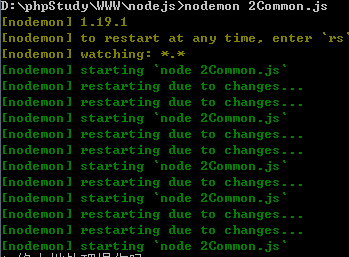 D:\phpStudy\WWW\nodejs>nodemon 2Common.js
[nodemon] 1.19.1
[nodemon] to restart at any time, enter `rs`
[nodemon] watching: *.*
[nodemon] starting `node 2Common.js`
[nodemon] restarting due to changes...
[nodemon] restarting due to changes...
[nodemon] starting `node 2Common.js`
[nodemon] restarting due to changes...
[nodemon] restarting due to changes...
[nodemon] starting `node 2Common.js`
[nodemon] restarting due to changes...
[nodemon] starting `node 2Common.js`
[nodemon] restarting due to changes...
[nodemon] restarting due to changes...
[nodemon] starting `node 2Common.js`